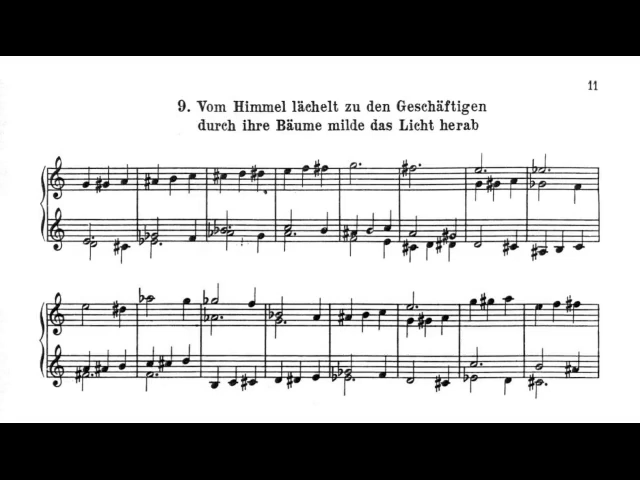 11
9. Vom Himmel lächelt zu den Geschäftigen
durch ihre Bäume milde das Licht herab